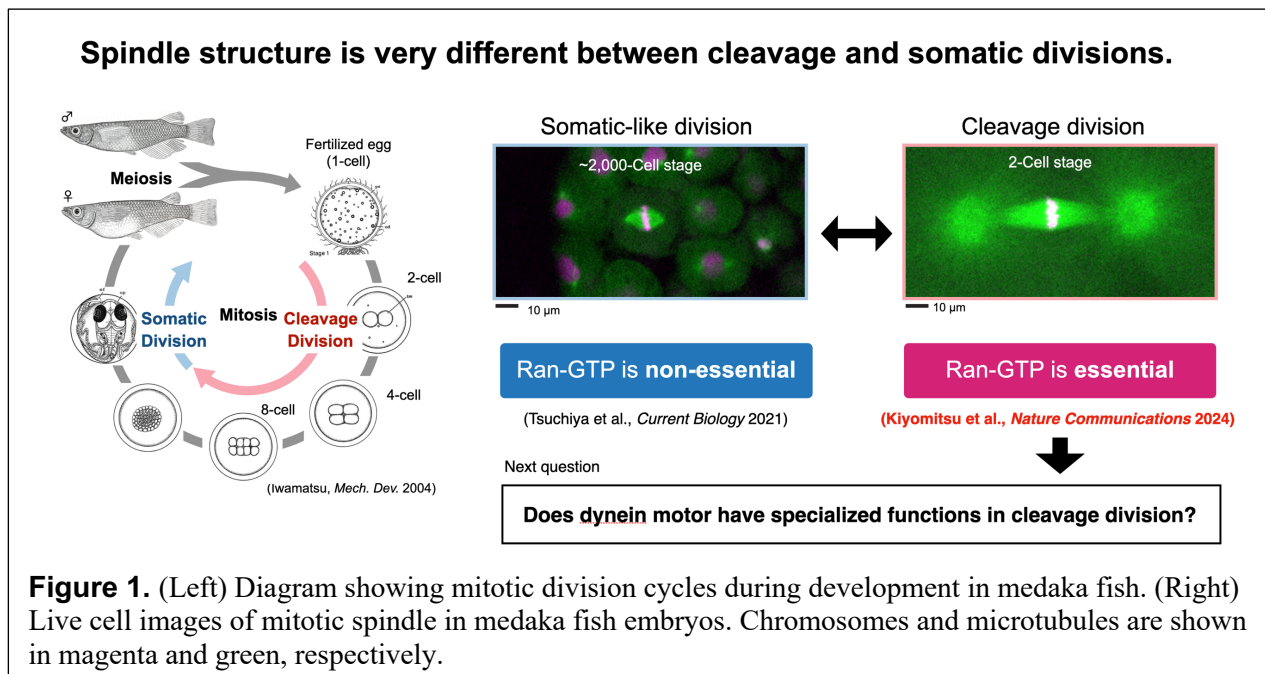 Spindle structure is very different between cleavage and somatic divisions.
♂
♀
Meiosis
Fertilized egg
(1-cell)
Stage 1
2-cell
4-cell
8-cell
Somatic
Division
Mitosis
Cleavage
Division
(Iwamatsu, Mech. Dev. 2004)
Somatic-like division
~2,000-Cell stage
10 μm
Ran-GTP is non-essential
(Tsuchiya et al., Current Biology 2021)
Cleavage division
2-Cell stage
10 μm
Ran-GTP is essential
(Kiyomitsu et al., Nature Communications 2024)
Next question
Does dynein motor have specialized functions in cleavage division?
Figure 1. (Left) Diagram showing mitotic division cycles during development in medaka fish. (Right)
Live cell images of mitotic spindle in medaka fish embryos. Chromosomes and microtubules are shown
in magenta and green, respectively.